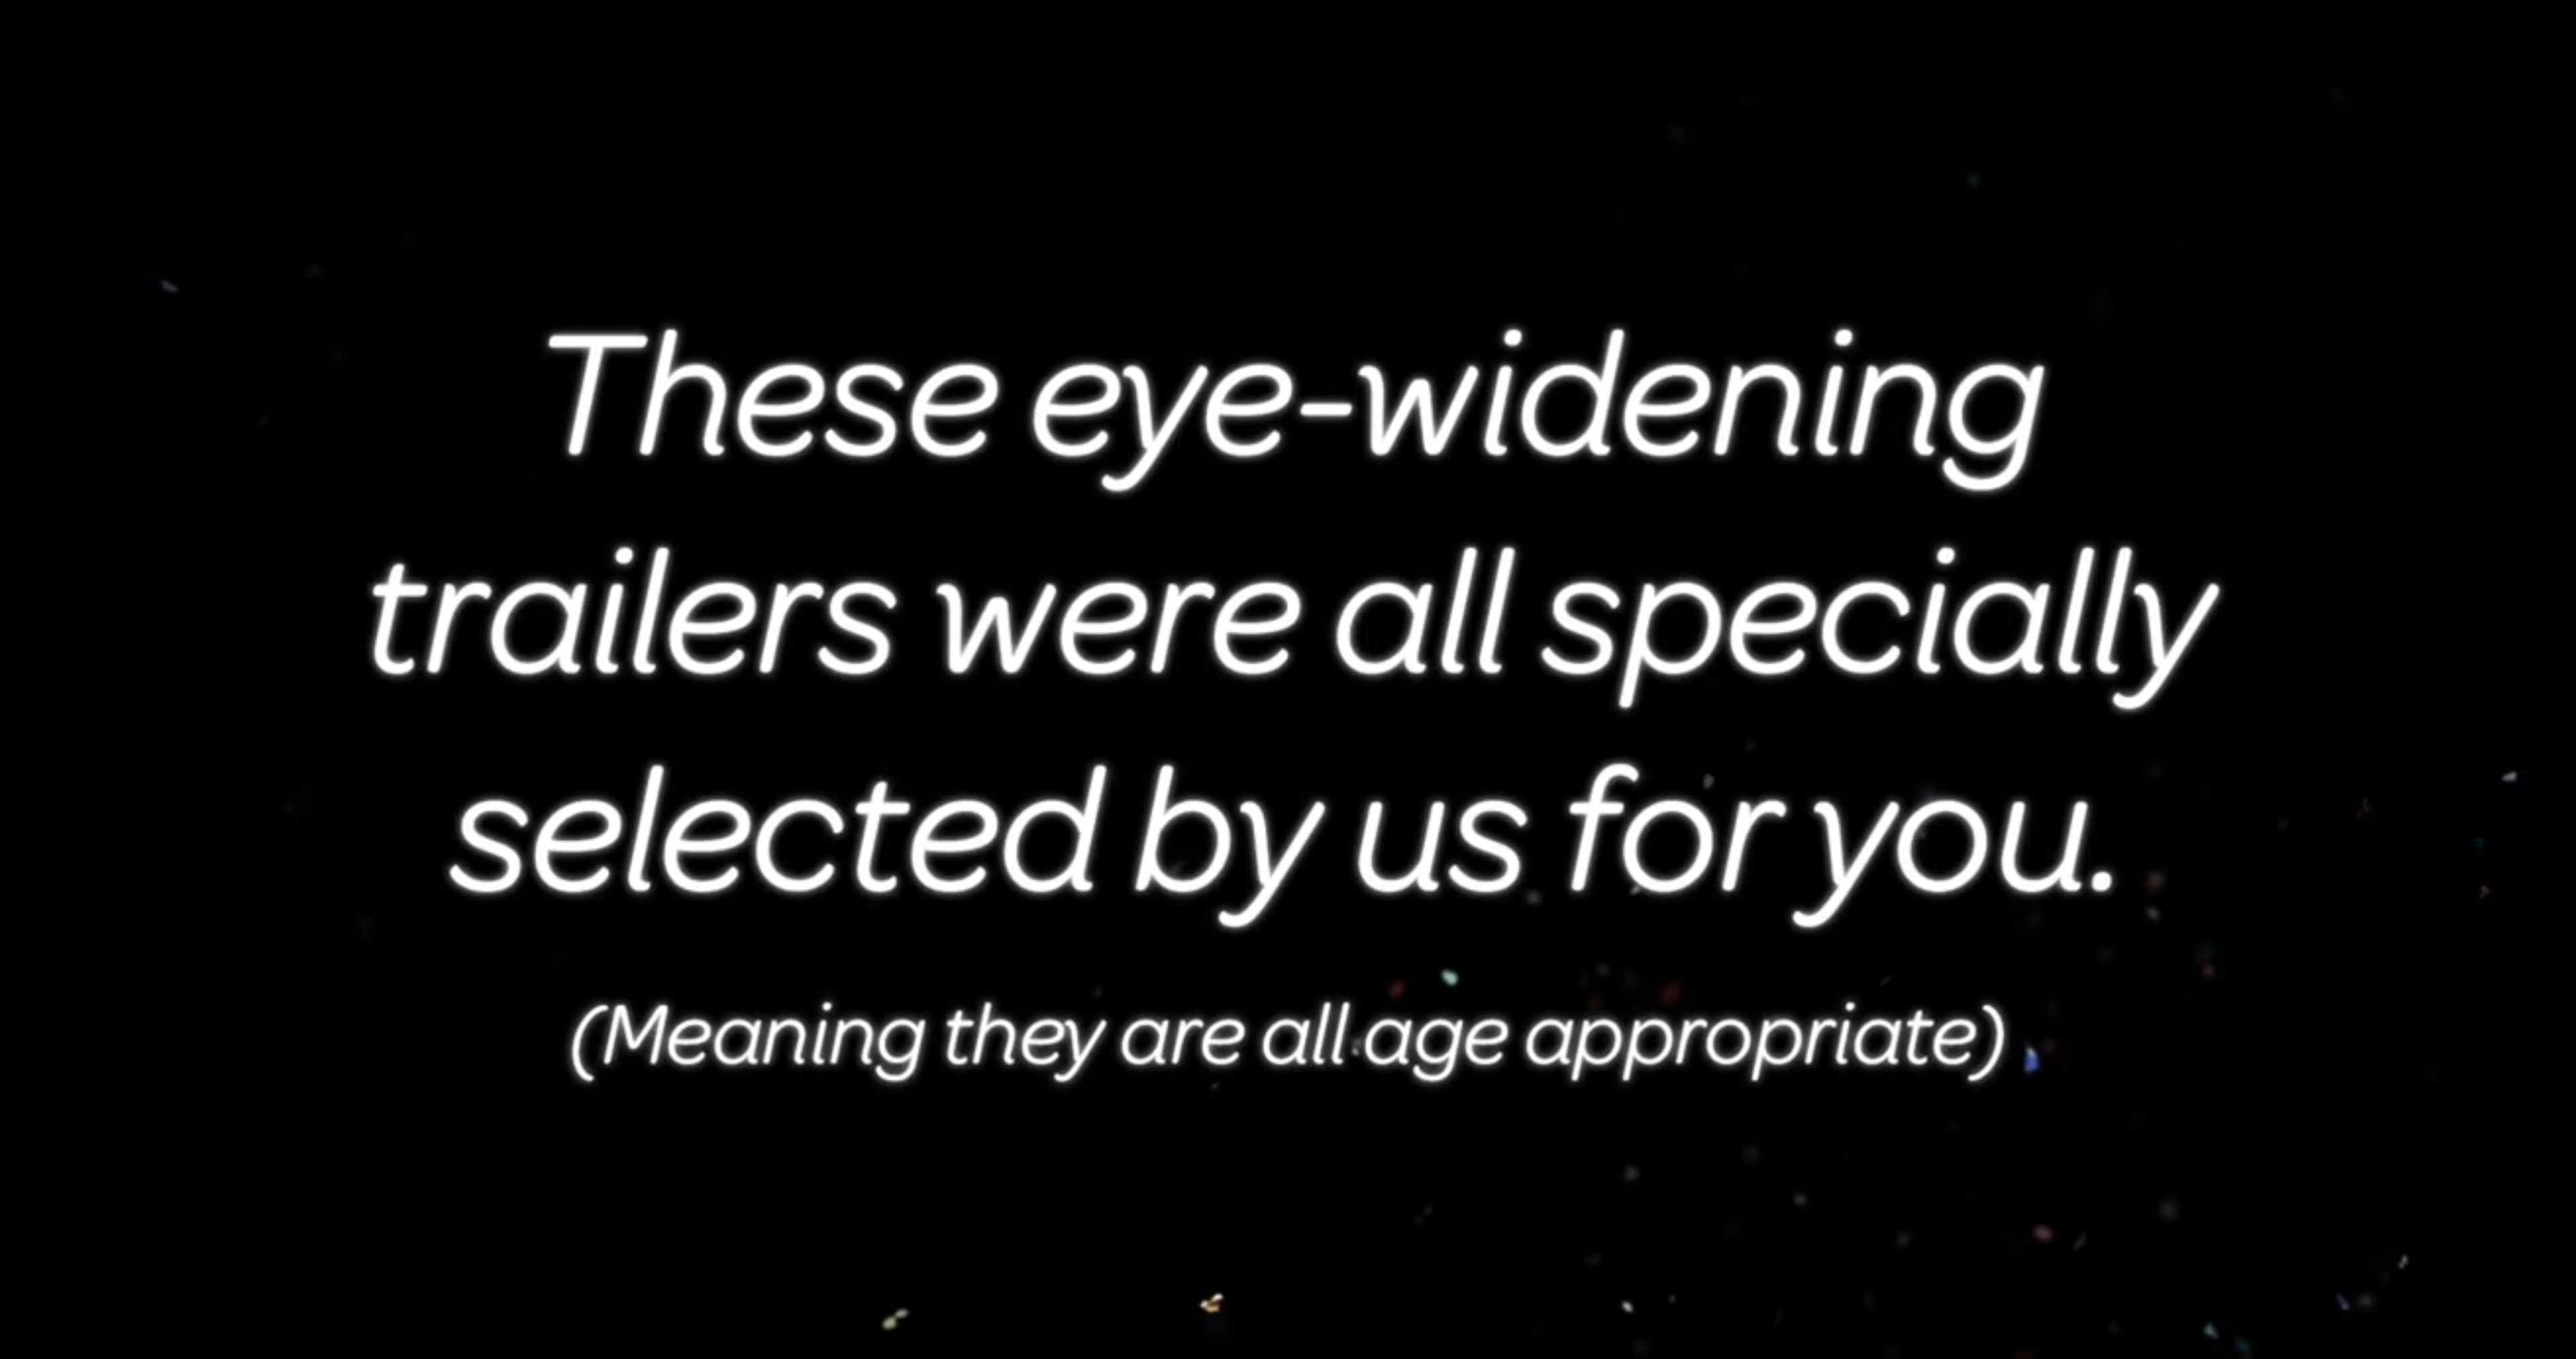 These eye-widening
trailers were all specially
selected by us for you.
(Meaning they are all age appropriate)